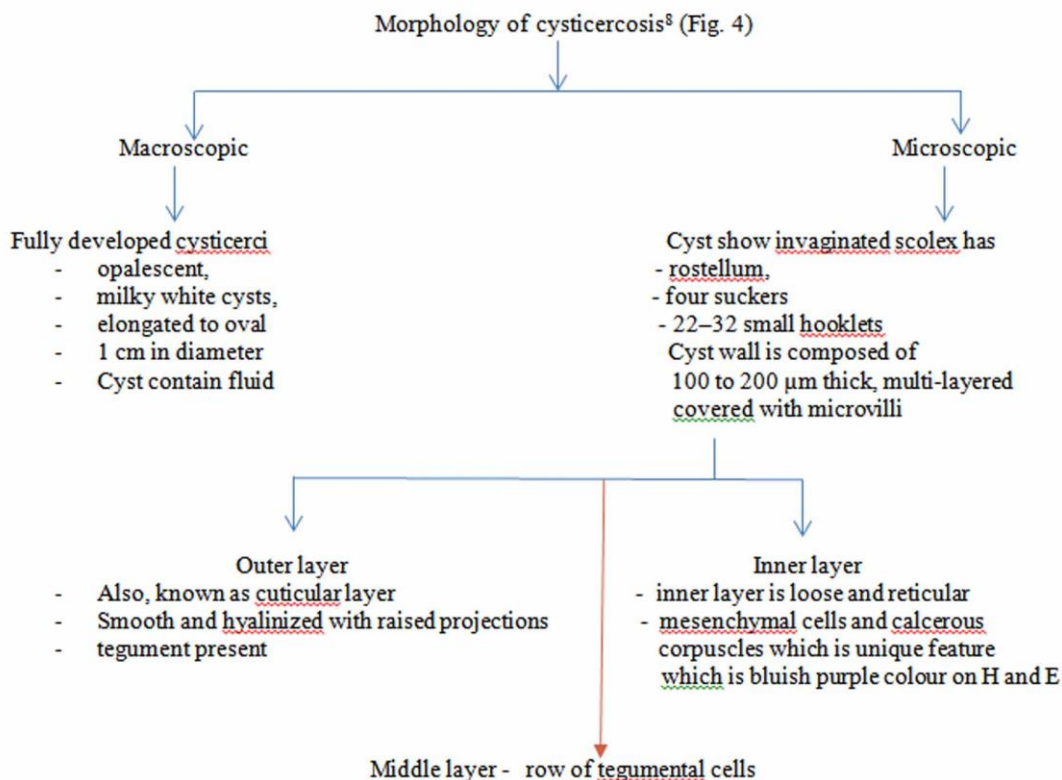 Morphology of cysticercosis⁸ (Fig. 4)
Macroscopic
Microscopic
Fully developed cysticerci
- opalescent,
- milky white cysts,
- elongated to oval
- 1 cm in diameter
- Cyst contain fluid
Cyst show invaginated scolex has
- rostellum,
- four suckers
- 22–32 small hooklets
Cyst wall is composed of
100 to 200 µm thick, multi-layered
covered with microvilli
Outer layer
- Also, known as cuticular layer
- Smooth and hyalinized with raised projections
- tegument present
Inner layer
- inner layer is loose and reticular
- mesenchymal cells and calcerous
corpuscles which is unique feature
which is bluish purple colour on H and E
Middle layer - row of tegumental cells